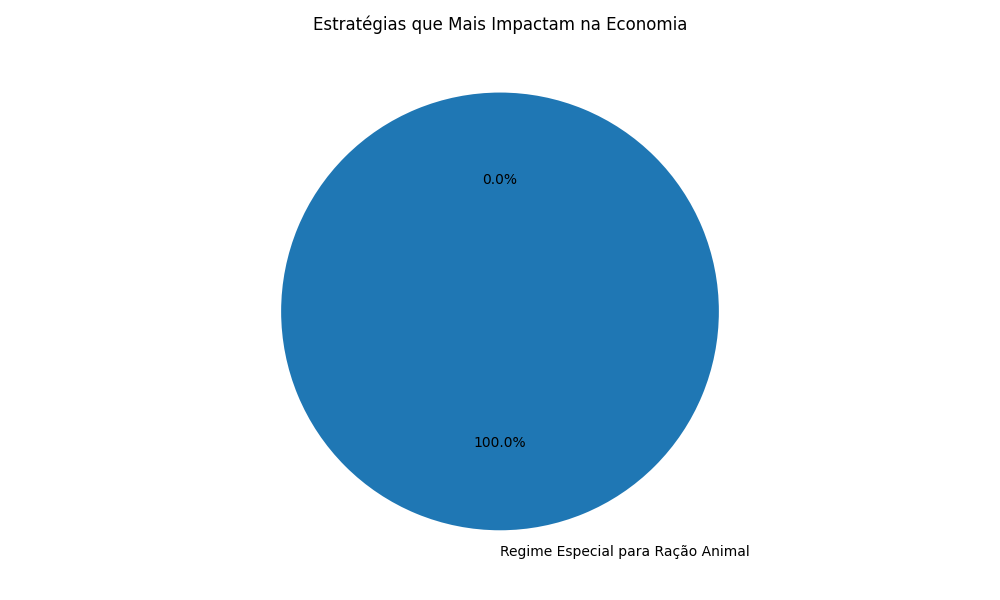 Estratégias que Mais Impactam na Economia
0.0%
100.0%
Regime Especial para Ração Animal